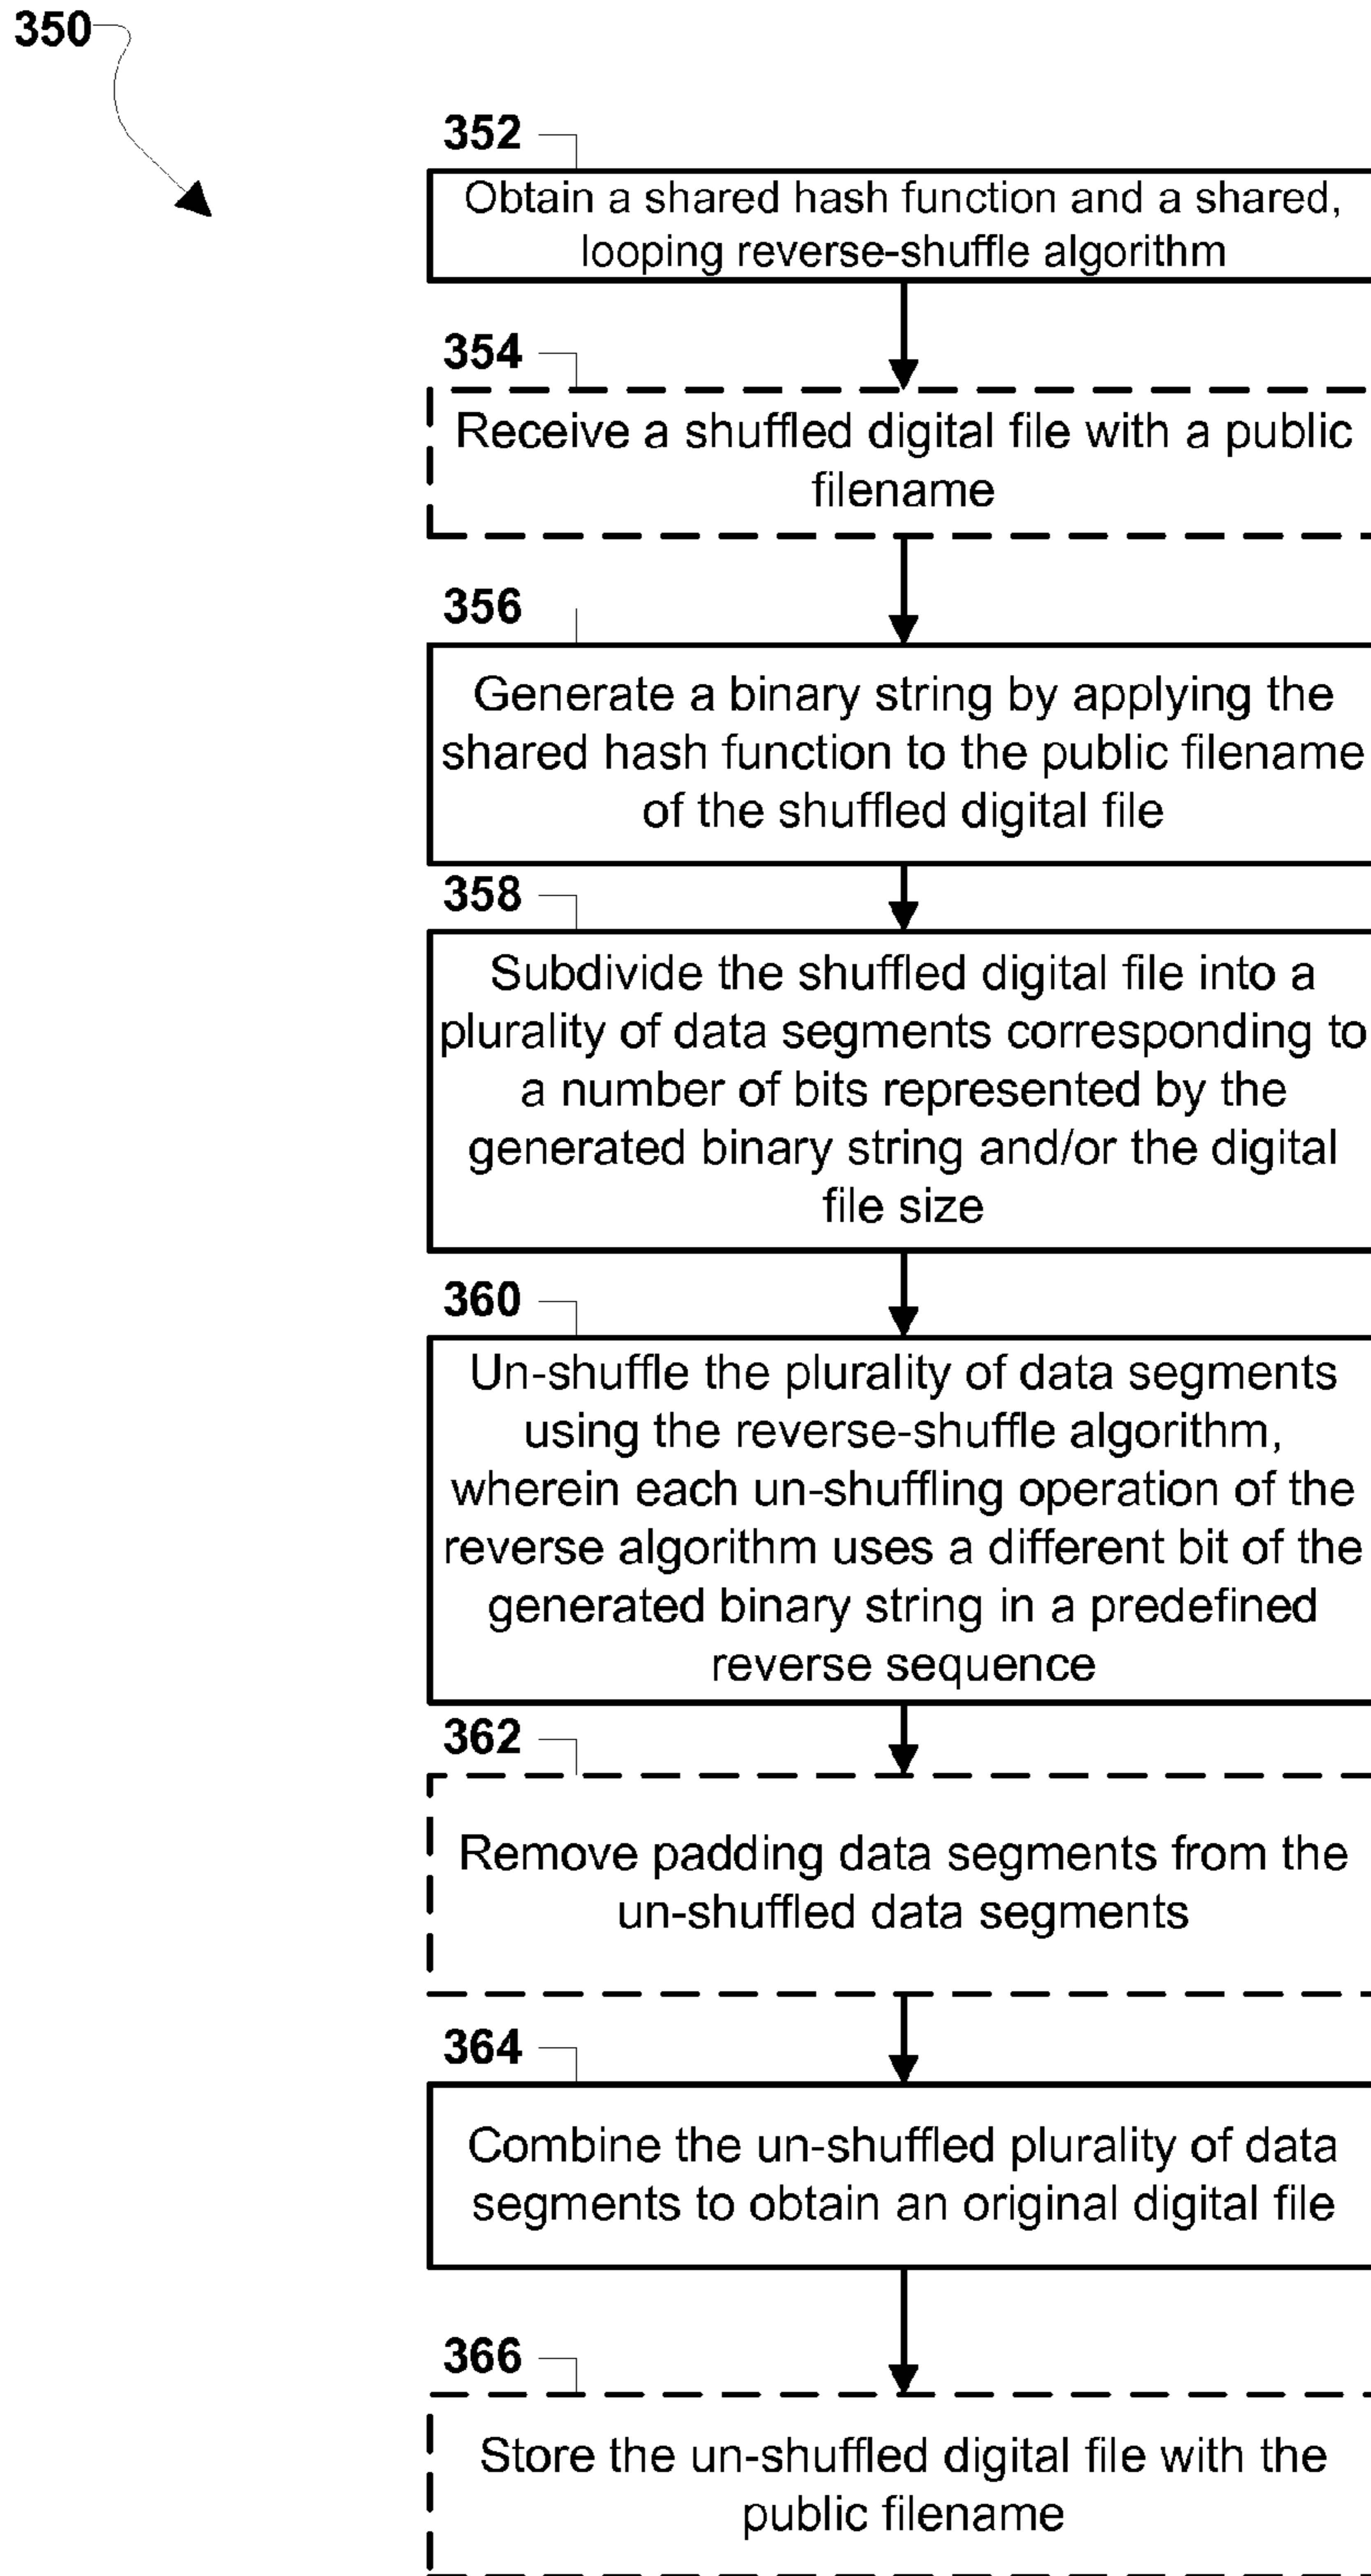 350
352
Obtain a shared hash function and a shared,
looping reverse-shuffle algorithm
354
Receive a shuffled digital file with a public
filename
356
Generate a binary string by applying the
shared hash function to the public filename
of the shuffled digital file
358
Subdivide the shuffled digital file into a
plurality of data segments corresponding to
a number of bits represented by the
generated binary string and/or the digital
file size
360
Un-shuffle the plurality of data segments
using the reverse-shuffle algorithm,
wherein each un-shuffling operation of the
reverse algorithm uses a different bit of the
generated binary string in a predefined
reverse sequence
362
Remove padding data segments from the
un-shuffled data segments
364
Combine the un-shuffled plurality of data
segments to obtain an original digital file
366
Store the un-shuffled digital file with the
public filename